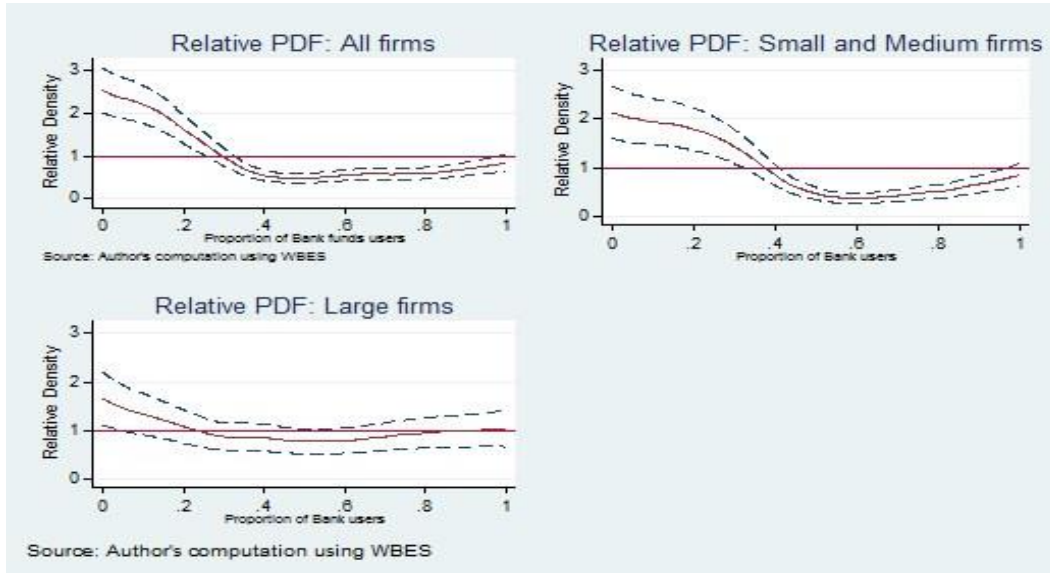 Relative PDF: All firms
Relative Density
3
2
1
0
0 .2 .4 .6 .8 1
Proportion of Bank funds users
Source: Author's computation using WBES
Relative PDF: Small and Medium firms
Relative Density
3
2
1
0
0 .2 .4 .6 .8 1
Proportion of Bank users
Relative PDF: Large firms
Relative Density
3
2
1
0
0 .2 .4 .6 .8 1
Proportion of Bank users
Source: Author's computation using WBES